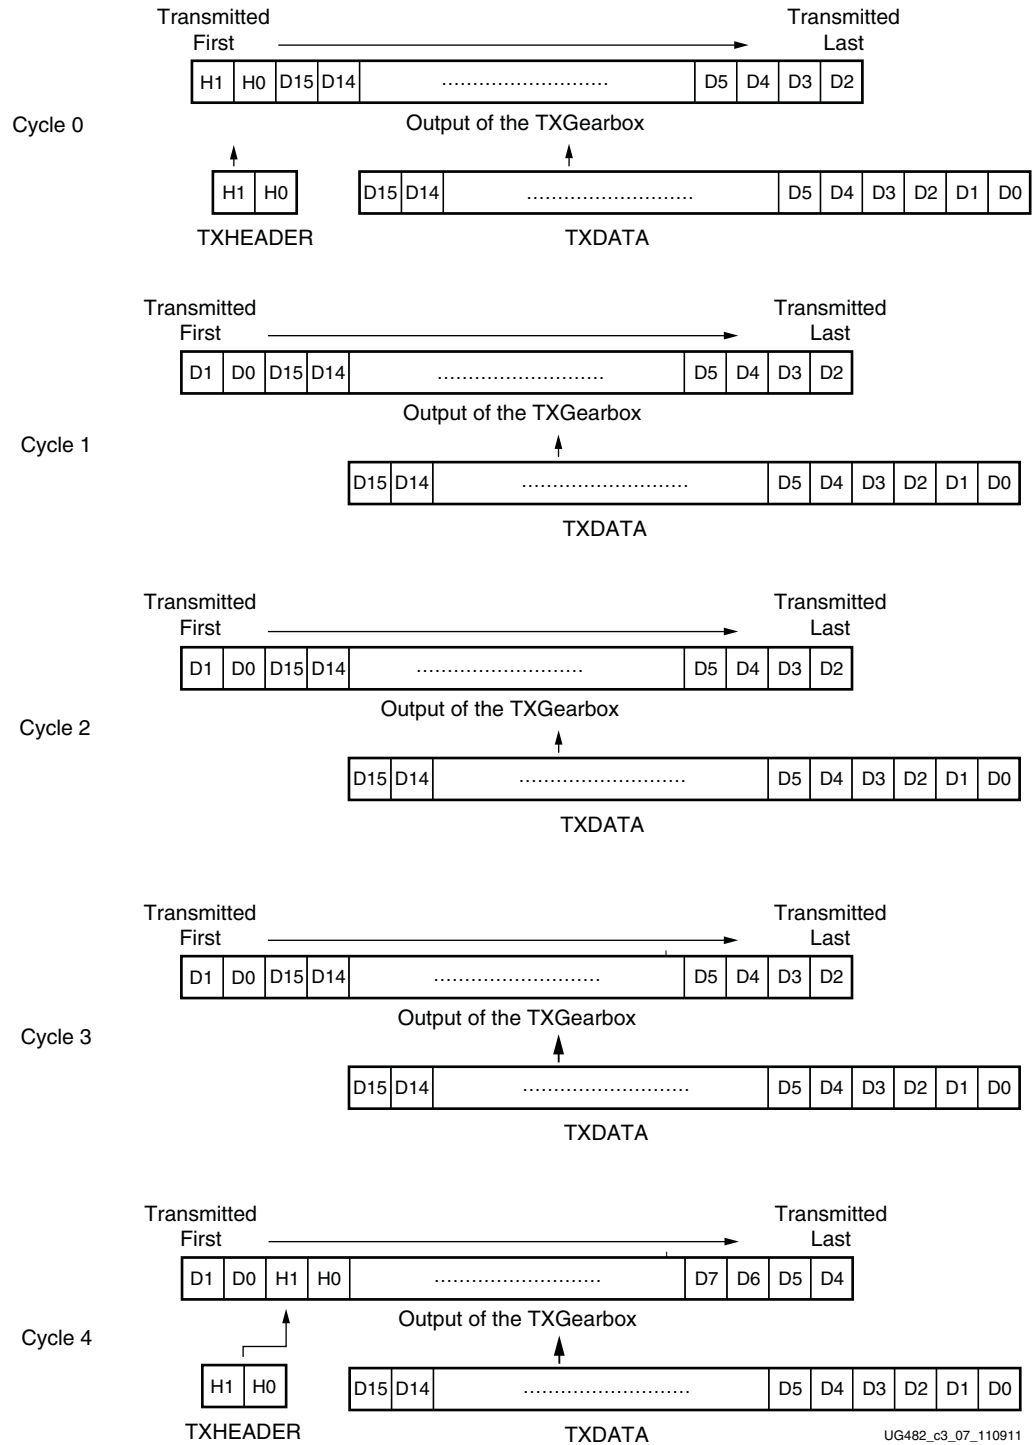 Transmitted Transmitted
First Last
H1 H0 D15 D14 ........................... D5 D4 D3 D2
Cycle 0
Output of the TXGearbox
H1 H0 D15 D14 ........................... D5 D4 D3 D2 D1 D0
TXHEADER TXDATA
Transmitted Transmitted
First Last
D1 D0 D15 D14 ........................... D5 D4 D3 D2
Output of the TXGearbox
Cycle 1
D15 D14 ........................... D5 D4 D3 D2 D1 D0
TXDATA
Transmitted Transmitted
First Last
D1 D0 D15 D14 ........................... D5 D4 D3 D2
Output of the TXGearbox
Cycle 2
D15 D14 ........................... D5 D4 D3 D2 D1 D0
TXDATA
Transmitted Transmitted
First Last
D1 D0 D15 D14 ........................... D5 D4 D3 D2
Output of the TXGearbox
Cycle 3
D15 D14 ........................... D5 D4 D3 D2 D1 D0
TXDATA
Transmitted Transmitted
First Last
D1 D0 H1 H0 ........................... D7 D6 D5 D4
Output of the TXGearbox
Cycle 4
H1 H0 D15 D14 ........................... D5 D4 D3 D2 D1 D0
TXHEADER TXDATA
UG482_c3_07_110911